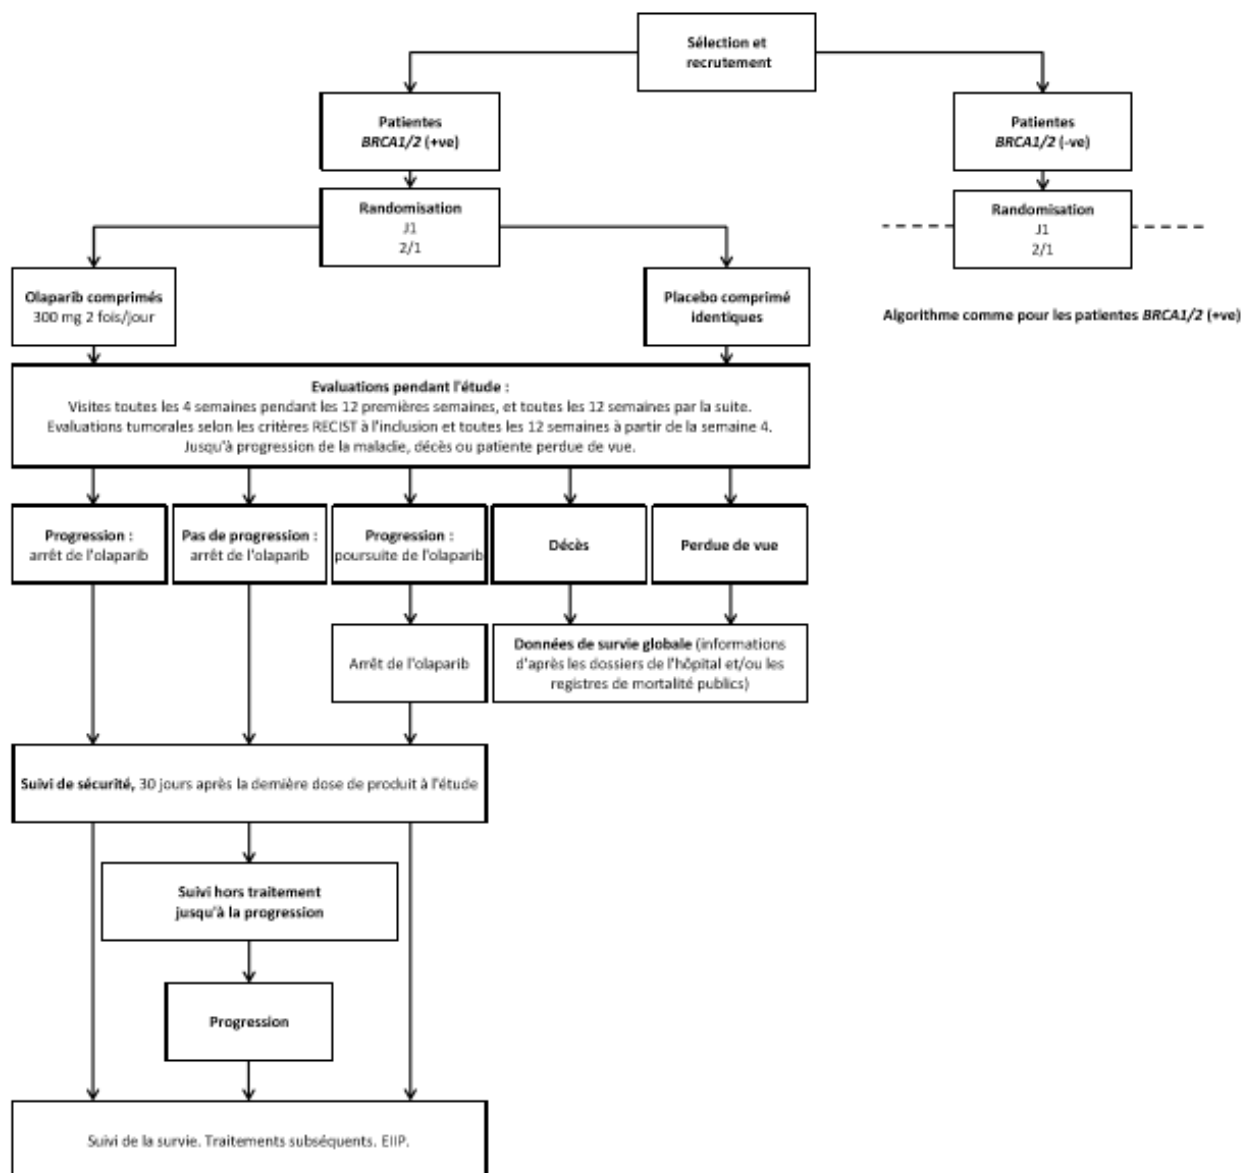 Sélection et
recrutement
Patientes
BRCA1/2 (+ve)
Patientes
BRCA1/2 (-ve)
Randomisation
J1
2/1
Randomisation
J1
2/1
Olaparib comprimés
300 mg 2 fois/jour
Placebo comprimé
identiques
Algorithme comme pour les patientes BRCA1/2 (+ve)
Evaluations pendant l'étude :
Visites toutes les 4 semaines pendant les 12 premières semaines, et toutes les 12 semaines par la suite.
Evaluations tumorales selon les critères RECIST à l'inclusion et toutes les 12 semaines à partir de la semaine 4.
Jusqu'à progression de la maladie, décès ou patiente perdue de vue.
Progression :
arrêt de l'olaparib
Pas de progression :
arrêt de l'olaparib
Progression :
poursuite de l'olaparib
Décès
Perdue de vue
Arrêt de l'olaparib
Données de survie globale (informations
d'après les dossiers de l'hôpital et/ou les
registres de mortalité publics)
Suivi de sécurité, 30 jours après la dernière dose de produit à l'étude
Suivi hors traitement
jusqu'à la progression
Progression
Suivi de la survie. Traitements subséquents. EIIP.